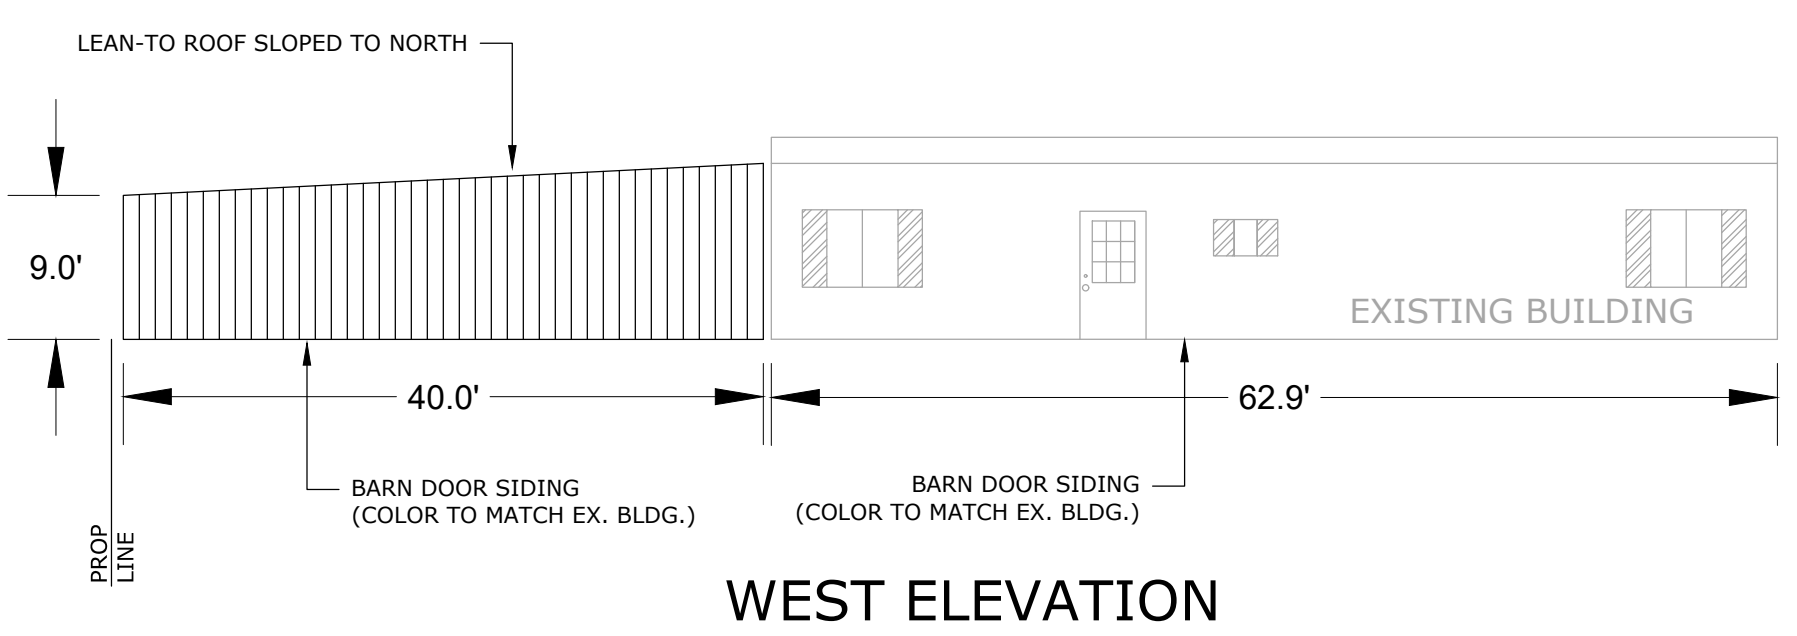 LEAN-TO ROOF SLOPED TO NORTH
9.0'
EXISTING BUILDING
40.0'
62.9'
BARN DOOR SIDING
(COLOR TO MATCH EX. BLDG.)
BARN DOOR SIDING
(COLOR TO MATCH EX. BLDG.)
PROP
LINE
WEST ELEVATION